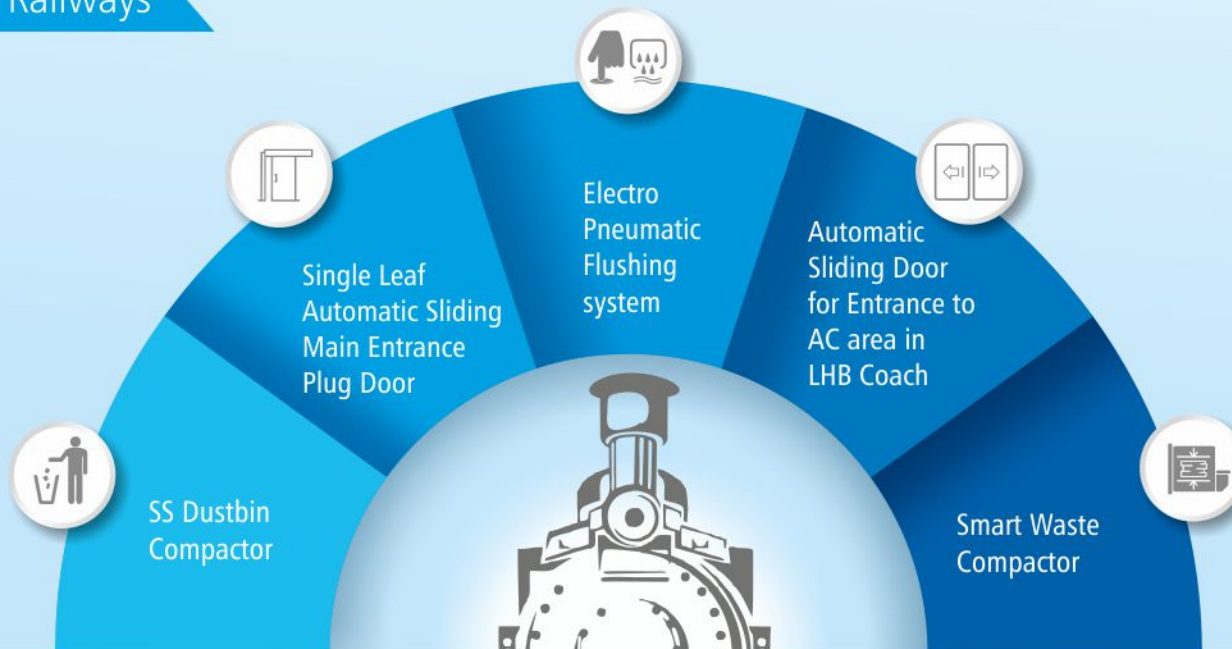 Railways
Electro
Pneumatic
Flushing
system
Single Leaf
Automatic Sliding
Main Entrance
Plug Door
Automatic
Sliding Door
for Entrance to
AC area in
LHB Coach
SS Dustbin
Compactor
Smart Waste
Compactor